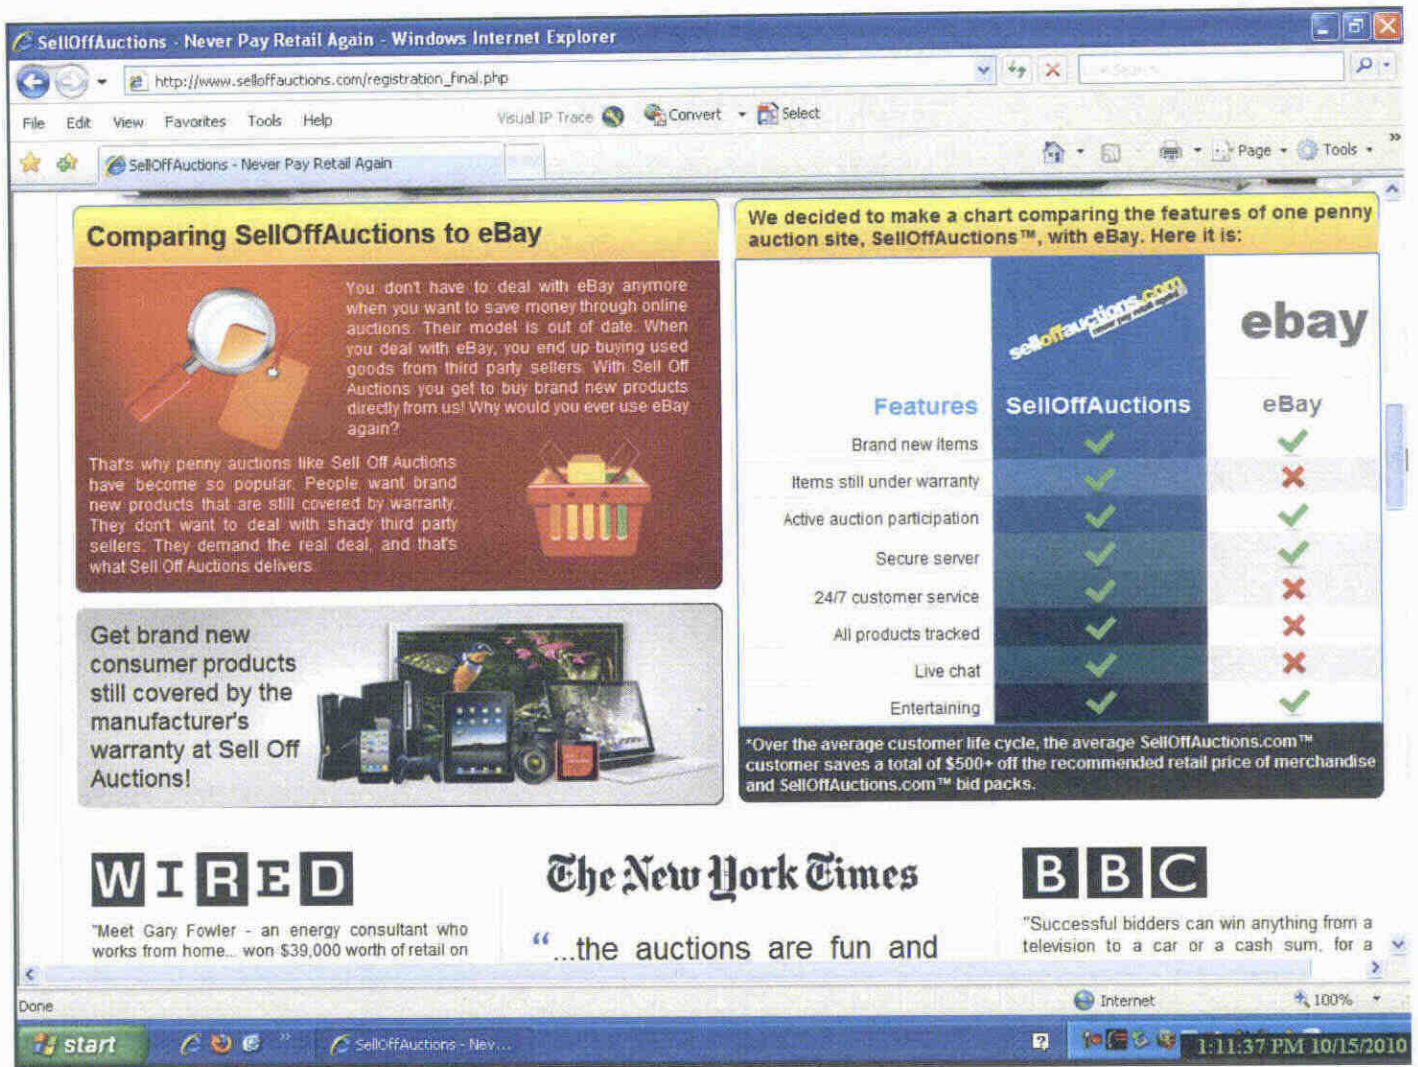 SellOffAuctions - Never Pay Retail Again - Windows Internet Explorer
http://www.selloffauctions.com/registration_final.php
File Edit View Favorites Tools Help
Visual IP Trace Convert Select
SellOffAuctions - Never Pay Retail Again
Page Tools
Comparing SellOffAuctions to eBay
You don't have to deal with eBay anymore
when you want to save money through online
auctions. Their model is out of date. When
you deal with eBay, you end up buying used
goods from third party sellers. With Sell Off
Auctions you get to buy brand new products
directly from us! Why would you ever use eBay
again?
That's why penny auctions like Sell Off Auctions
have become so popular. People want brand
new products that are still covered by warranty.
They don't want to deal with shady third party
sellers. They demand the real deal, and that's
what Sell Off Auctions delivers.
Get brand new
consumer products
still covered by the
manufacturer's
warranty at Sell Off
Auctions!
We decided to make a chart comparing the features of one penny
auction site, SellOffAuctions™, with eBay. Here it is:
selloffauctions.com
never pay retail again!
ebay
Features SellOffAuctions eBay
Brand new Items
Items still under warranty
Active auction participation
Secure server
24/7 customer service
All products tracked
Live chat
Entertaining
*Over the average customer life cycle, the average SellOffAuctions.com™
customer saves a total of $500+ off the recommended retail price of merchandise
and SellOffAuctions.com™ bid packs.
WIRED
"Meet Gary Fowler - an energy consultant who
works from home... won $39,000 worth of retail on
The New York Times
“ ...the auctions are fun and
BBC
"Successful bidders can win anything from a
television to a car or a cash sum, for a
Done
Internet
100%
start
SellOffAuctions - Nev...
1:11:37 PM 10/15/2010